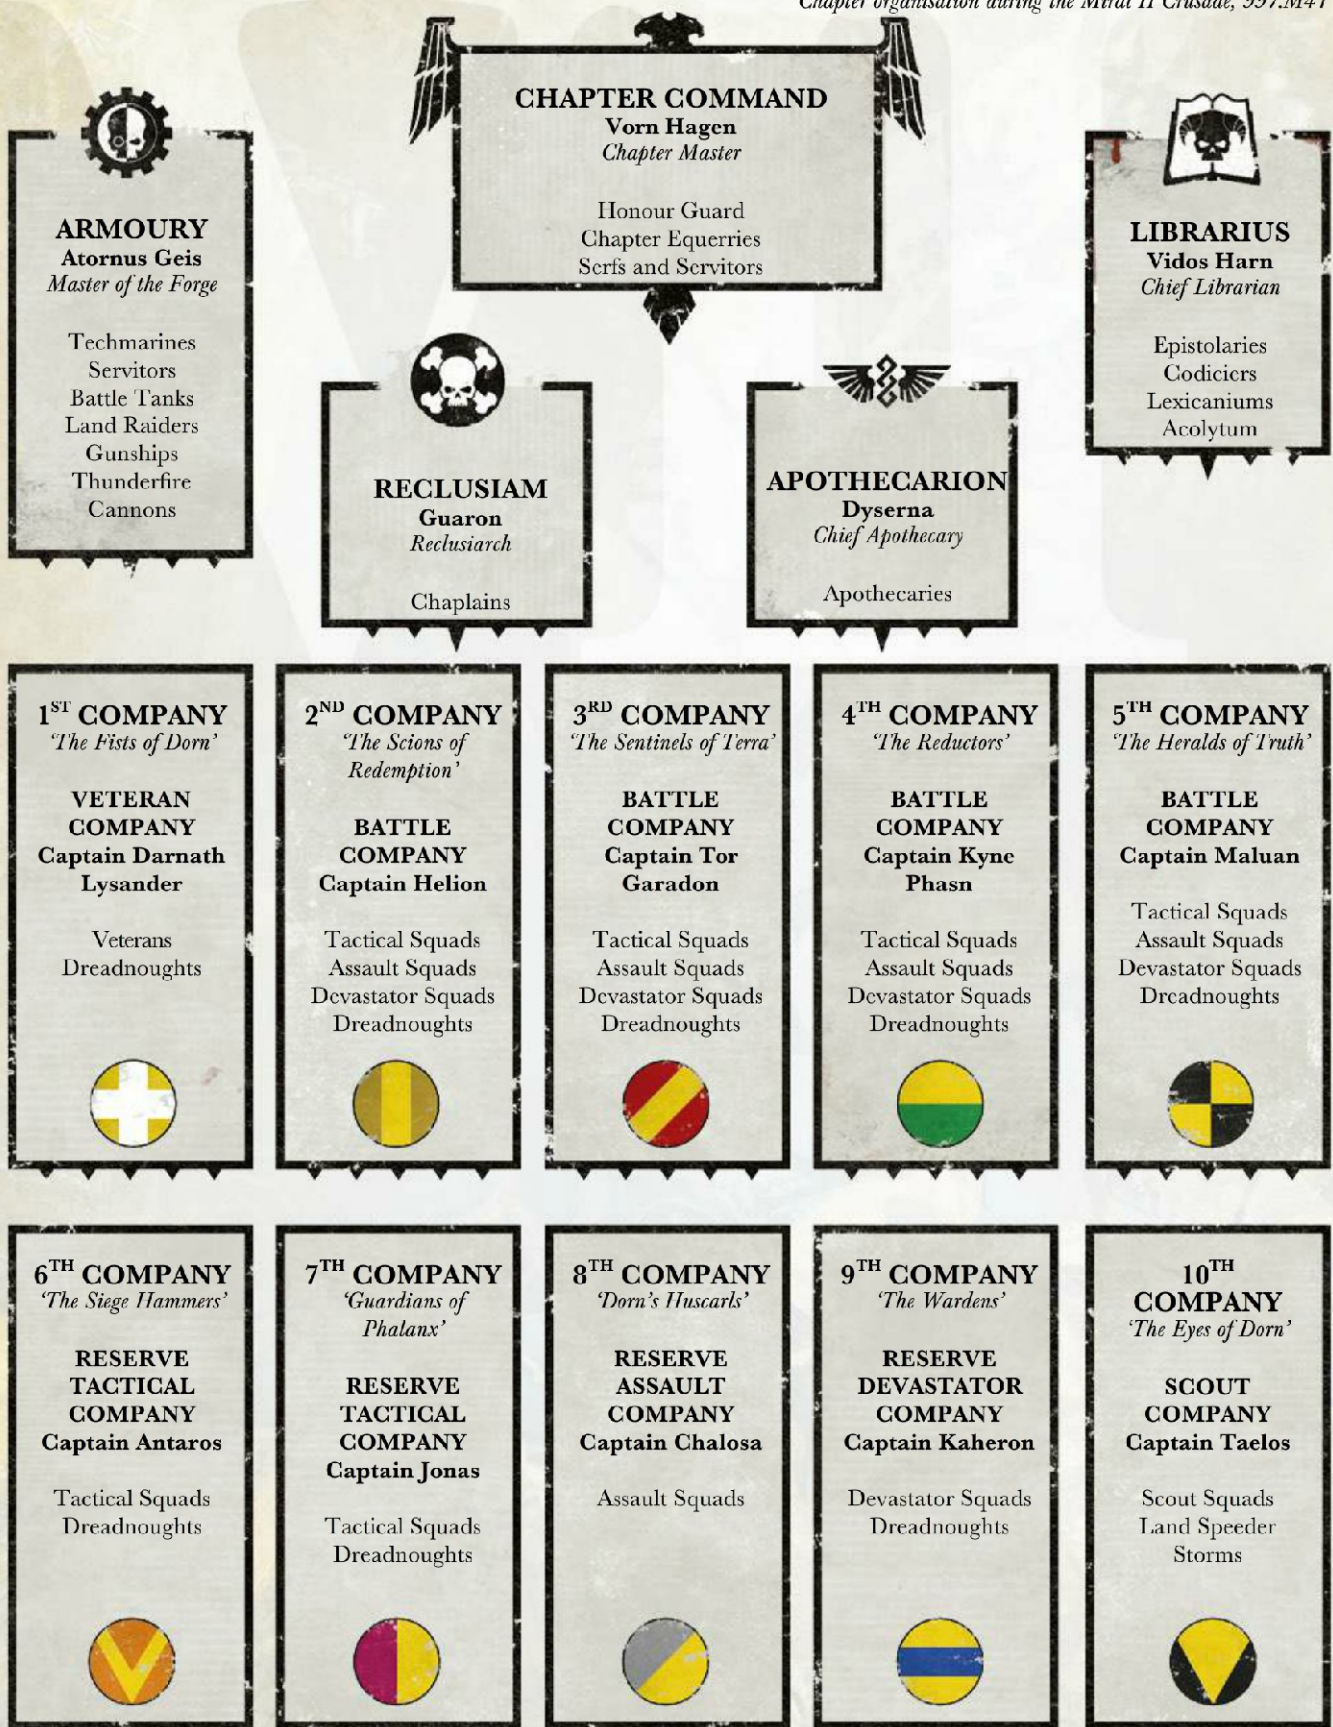 Chapter organisation during the Miral II Crusade, 997.M41
CHAPTER COMMAND
Vorn Hagen
Chapter Master
Honour Guard
Chapter Equerries
Serfs and Servitors
ARMOURY
Atornus Geis
Master of the Forge
Techmarines
Servitors
Battle Tanks
Land Raiders
Gunships
Thunderfire
Cannons
LIBRARIUS
Vidos Harn
Chief Librarian
Epistolaries
Codiciers
Lexicaniums
Acolytum
RECLUSIAM
Guaron
Reclusiarch
Chaplains
APOTHECARION
Dyserna
Chief Apothecary
Apothecaries
1ST COMPANY
'The Fists of Dorn'
VETERAN
COMPANY
Captain Darnath
Lysander
Veterans
Dreadnoughts
2ND COMPANY
'The Scions of
Redemption'
BATTLE
COMPANY
Captain Helion
Tactical Squads
Assault Squads
Devastator Squads
Dreadnoughts
3RD COMPANY
'The Sentinels of Terra'
BATTLE
COMPANY
Captain Tor
Garadon
Tactical Squads
Assault Squads
Devastator Squads
Dreadnoughts
4TH COMPANY
'The Reductors'
BATTLE
COMPANY
Captain Kyne
Phasn
Tactical Squads
Assault Squads
Devastator Squads
Dreadnoughts
5TH COMPANY
'The Heralds of Truth'
BATTLE
COMPANY
Captain Maluan
Tactical Squads
Assault Squads
Devastator Squads
Dreadnoughts
6TH COMPANY
'The Siege Hammers'
RESERVE
TACTICAL
COMPANY
Captain Antaros
Tactical Squads
Dreadnoughts
7TH COMPANY
'Guardians of
Phalanx'
RESERVE
TACTICAL
COMPANY
Captain Jonas
Tactical Squads
Dreadnoughts
8TH COMPANY
'Dorn's Huscarls'
RESERVE
ASSAULT
COMPANY
Captain Chalosa
Assault Squads
9TH COMPANY
'The Wardens'
RESERVE
DEVASTATOR
COMPANY
Captain Kaheron
Devastator Squads
Dreadnoughts
10TH
COMPANY
'The Eyes of Dorn'
SCOUT
COMPANY
Captain Taelos
Scout Squads
Land Speeder
Storms